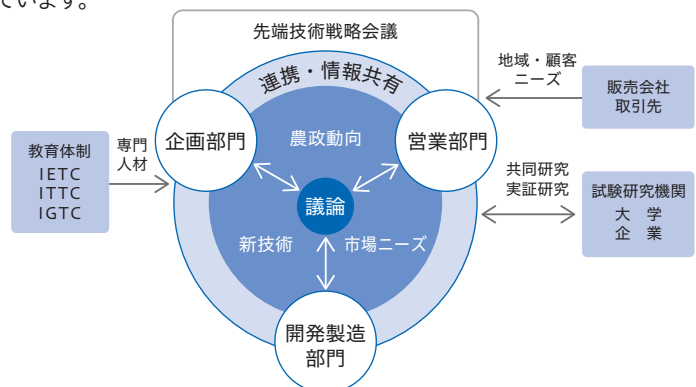 ています。
先端技術戦略会議
連携・情報共有
地域・顧客
ニーズ
販売会社
取引先
企画部門
農政動向
営業部門
教育体制
IETC
ITTC
IGTC
専門
人材
議論
共同研究
実証研究
試験研究機関
大　学
企　業
新技術
市場ニーズ
開発製造
部門